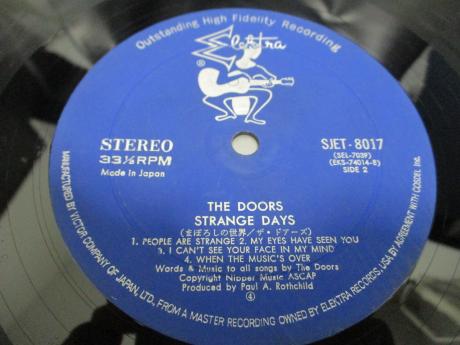 Outstanding High Fidelity Recording
Elektra
®
STEREO
33⅓RPM
Made in Japan
SJET-8017
(SEL-7039)
(EKS-74014-B)
SIDE 2
THE DOORS
STRANGE DAYS
(まぼろしの世界/ザ・ドアーズ)
1. PEOPLE ARE STRANGE 2. MY EYES HAVE SEEN YOU
3. I CAN'T SEE YOUR FACE IN MY MIND
4. WHEN THE MUSIC'S OVER
Words & Music to all songs by The Doors
Copyright Nipper Music ASCAP
Produced by Paul A. Rothchild
④
MANUFACTURED BY VICTOR COMPANY OF JAPAN, LTD., FROM A MASTER RECORDING OWNED BY ELEKTRA RECORDS, USA BY AGREEMENT WITH COSDEL Inc.